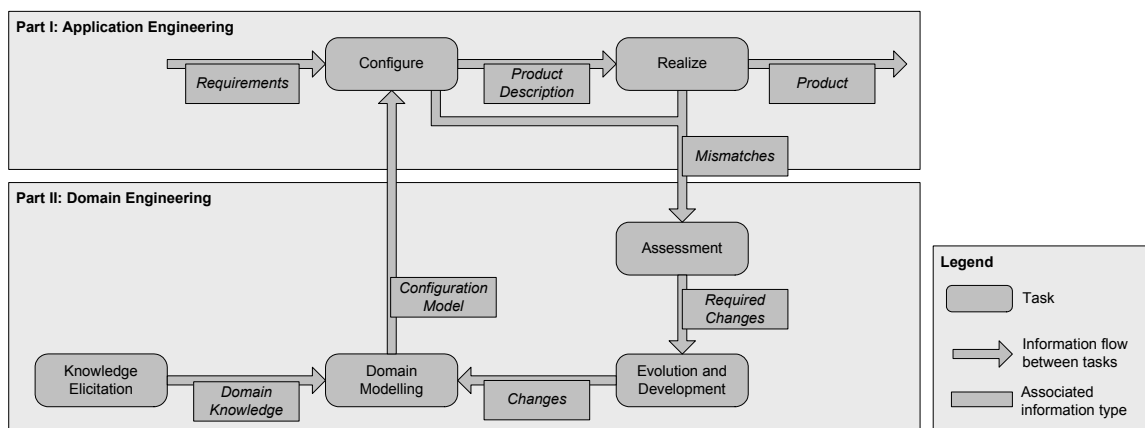 Part I: Application Engineering
Configure
Realize
Requirements
Product
Description
Product
Mismatches
Part II: Domain Engineering
Assessment
Configuration
Model
Required
Changes
Knowledge
Elicitation
Domain
Knowledge
Domain
Modelling
Changes
Evolution and
Development
Legend
Task
Information flow
between tasks
Associated
information type